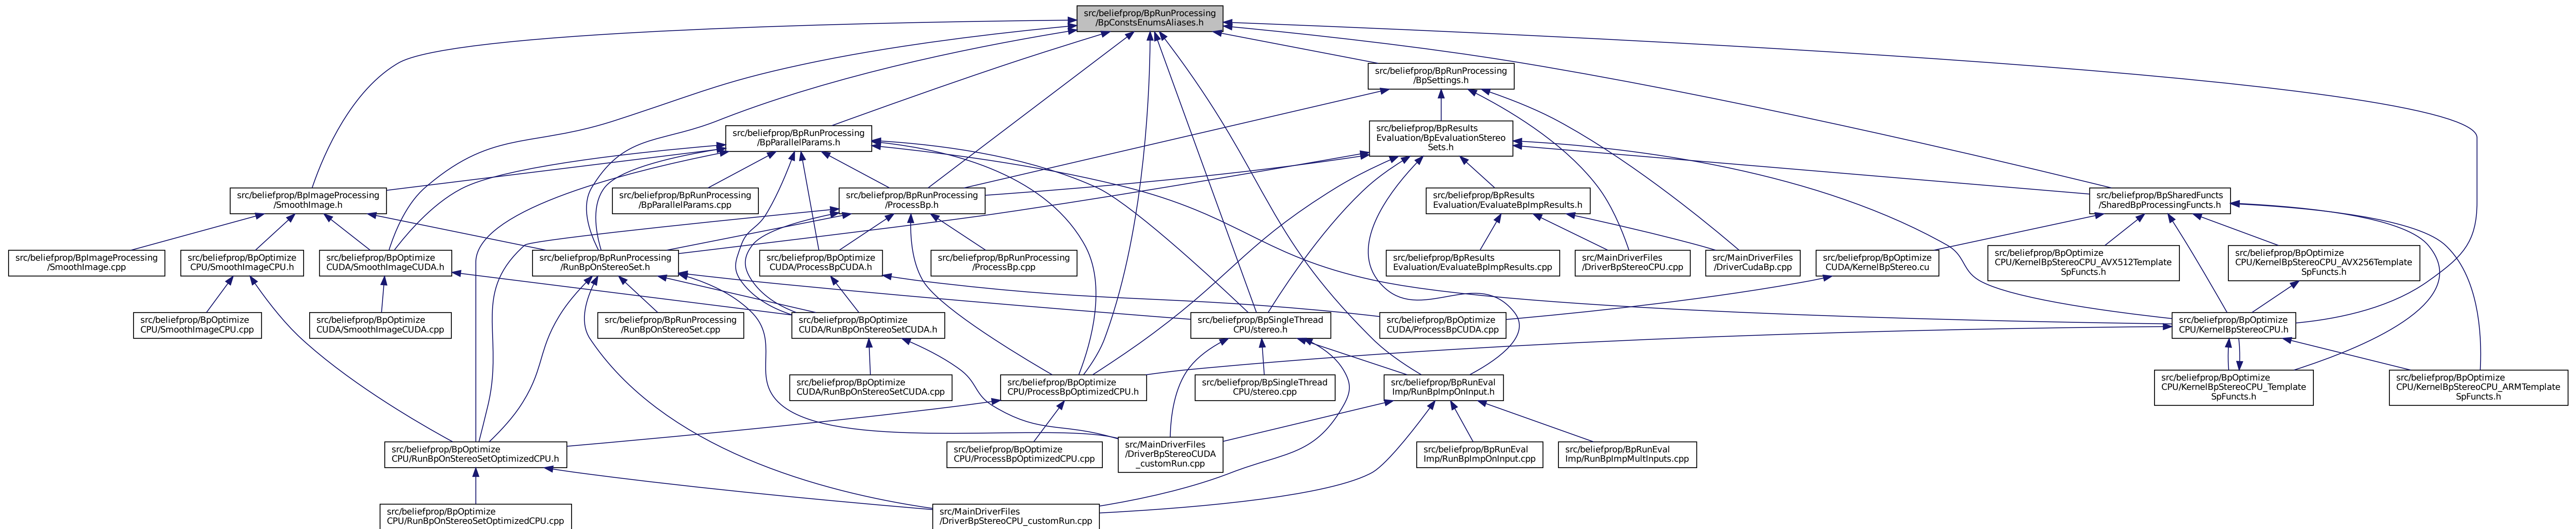 src/beliefprop/BpRunProcessing
/BpConstsEnumsAliases.h
src/beliefprop/BpRunProcessing
/BpSettings.h
src/beliefprop/BpRunProcessing
/BpParallelParams.h
src/beliefprop/BpResults
Evaluation/BpEvaluationStereo
Sets.h
src/beliefprop/BpImageProcessing
/SmoothImage.h
src/beliefprop/BpRunProcessing
/BpParallelParams.cpp
src/beliefprop/BpRunProcessing
/ProcessBp.h
src/beliefprop/BpResults
Evaluation/EvaluateBpImpResults.h
src/beliefprop/BpSharedFuncts
/SharedBpProcessingFuncts.h
src/beliefprop/BpImageProcessing
/SmoothImage.cpp
src/beliefprop/BpOptimize
CPU/SmoothImageCPU.h
src/beliefprop/BpOptimize
CUDA/SmoothImageCUDA.h
src/beliefprop/BpRunProcessing
/RunBpOnStereoSet.h
src/beliefprop/BpOptimize
CUDA/ProcessBpCUDA.h
src/beliefprop/BpRunProcessing
/ProcessBp.cpp
src/beliefprop/BpResults
Evaluation/EvaluateBpImpResults.cpp
src/MainDriverFiles
/DriverBpStereoCPU.cpp
src/MainDriverFiles
/DriverCudaBp.cpp
src/beliefprop/BpOptimize
CUDA/KernelBpStereo.cu
src/beliefprop/BpOptimize
CPU/KernelBpStereoCPU_AVX512Template
SpFuncts.h
src/beliefprop/BpOptimize
CPU/KernelBpStereoCPU_AVX256Template
SpFuncts.h
src/beliefprop/BpOptimize
CPU/SmoothImageCPU.cpp
src/beliefprop/BpOptimize
CUDA/SmoothImageCUDA.cpp
src/beliefprop/BpRunProcessing
/RunBpOnStereoSet.cpp
src/beliefprop/BpOptimize
CUDA/RunBpOnStereoSetCUDA.h
src/beliefprop/BpSingleThread
CPU/stereo.h
src/beliefprop/BpOptimize
CUDA/ProcessBpCUDA.cpp
src/beliefprop/BpOptimize
CPU/KernelBpStereoCPU.h
src/beliefprop/BpOptimize
CUDA/RunBpOnStereoSetCUDA.cpp
src/beliefprop/BpOptimize
CPU/ProcessBpOptimizedCPU.h
src/beliefprop/BpSingleThread
CPU/stereo.cpp
src/beliefprop/BpRunEval
Imp/RunBpImpOnInput.h
src/beliefprop/BpOptimize
CPU/KernelBpStereoCPU_Template
SpFuncts.h
src/beliefprop/BpOptimize
CPU/KernelBpStereoCPU_ARMTemplate
SpFuncts.h
src/beliefprop/BpOptimize
CPU/RunBpOnStereoSetOptimizedCPU.h
src/beliefprop/BpOptimize
CPU/ProcessBpOptimizedCPU.cpp
src/MainDriverFiles
/DriverBpStereoCUDA
_customRun.cpp
src/beliefprop/BpRunEval
Imp/RunBpImpOnInput.cpp
src/beliefprop/BpRunEval
Imp/RunBpImpMultInputs.cpp
src/beliefprop/BpOptimize
CPU/RunBpOnStereoSetOptimizedCPU.cpp
src/MainDriverFiles
/DriverBpStereoCPU_customRun.cpp